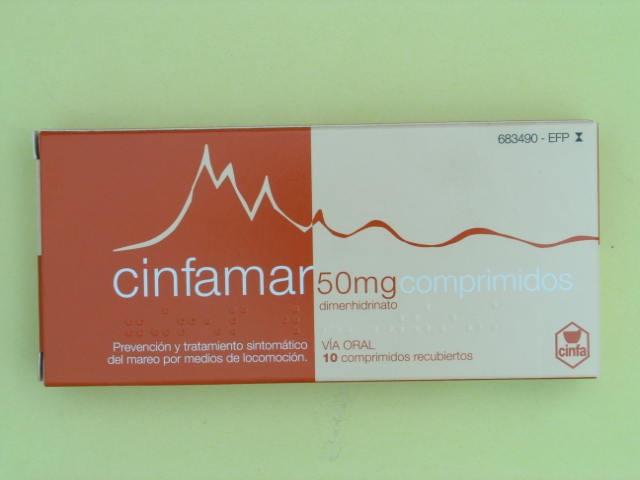 683490 - EFP
cinfamar 50mg comprimidos
dimenhidrinato
Prevención y tratamiento sintomático
del mareo por medios de locomoción.
VÍA ORAL
10 comprimidos recubiertos
cinfa